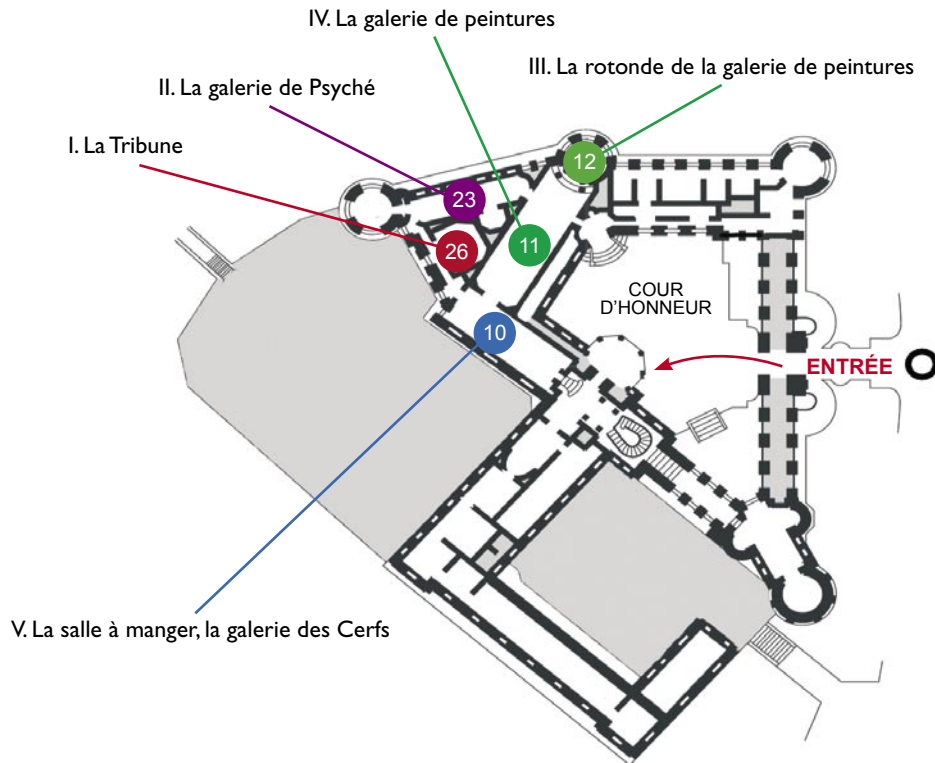 IV. La galerie de peintures
III. La rotonde de la galerie de peintures
II. La galerie de Psyché
I. La Tribune
12
23
26
11
10
COUR
D'HONNEUR
ENTRÉE
V. La salle à manger, la galerie des Cerfs